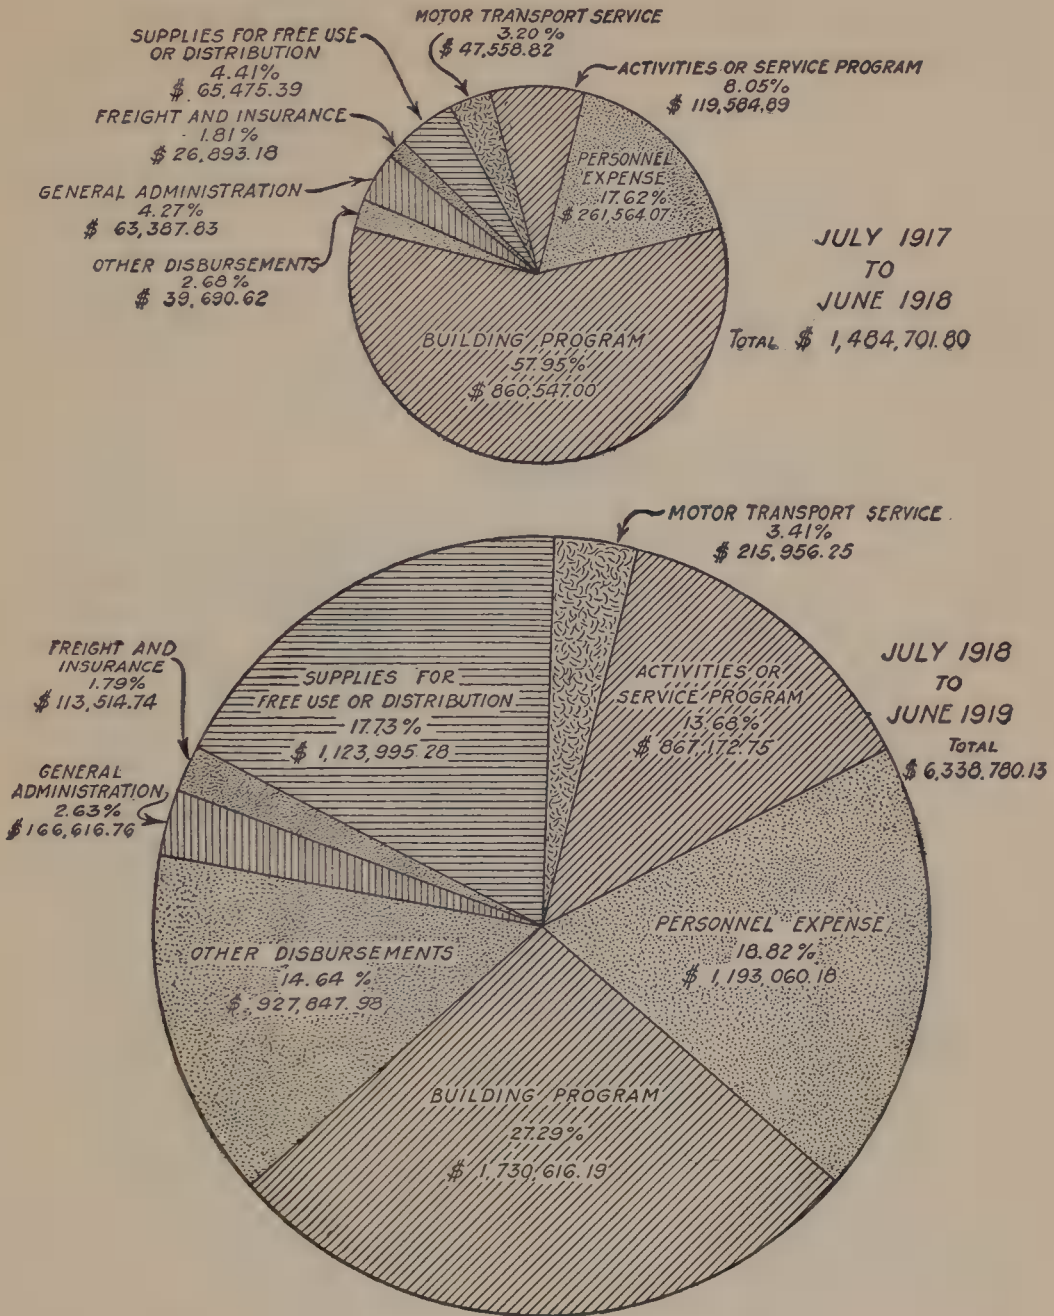 MOTOR TRANSPORT SERVICE
3.20%
$ 47,558.82
SUPPLIES FOR FREE USE
OR DISTRIBUTION
4.41%
$ 65,475.39
ACTIVITIES OR SERVICE PROGRAM
8.05%
$ 119,584.89
FREIGHT AND INSURANCE
1.81%
$ 26,893.18
PERSONNEL
EXPENSE
17.62%
$ 261,564.07
GENERAL ADMINISTRATION
4.27%
$ 63,387.83
OTHER DISBURSEMENTS
2.68%
$ 39,690.62
JULY 1917
TO
JUNE 1918
TOTAL $ 1,484,701.80
BUILDING PROGRAM
57.95%
$ 860,547.00
MOTOR TRANSPORT SERVICE
3.41%
$ 215,956.25
FREIGHT AND
INSURANCE
1.79%
$ 113,514.74
SUPPLIES FOR
FREE USE OR DISTRIBUTION
17.73%
$ 1,123,995.28
ACTIVITIES OR
SERVICE PROGRAM
13.68%
$ 867,172.75
JULY 1918
TO
JUNE 1919
TOTAL
$ 6,338,780.13
GENERAL
ADMINISTRATION
2.63%
$ 166,616.76
OTHER DISBURSEMENTS
14.64 %
$ 927,847.98
PERSONNEL EXPENSE
18.82%
$ 1,193,060.18
BUILDING PROGRAM
27.29%
$ 1,730,616.19